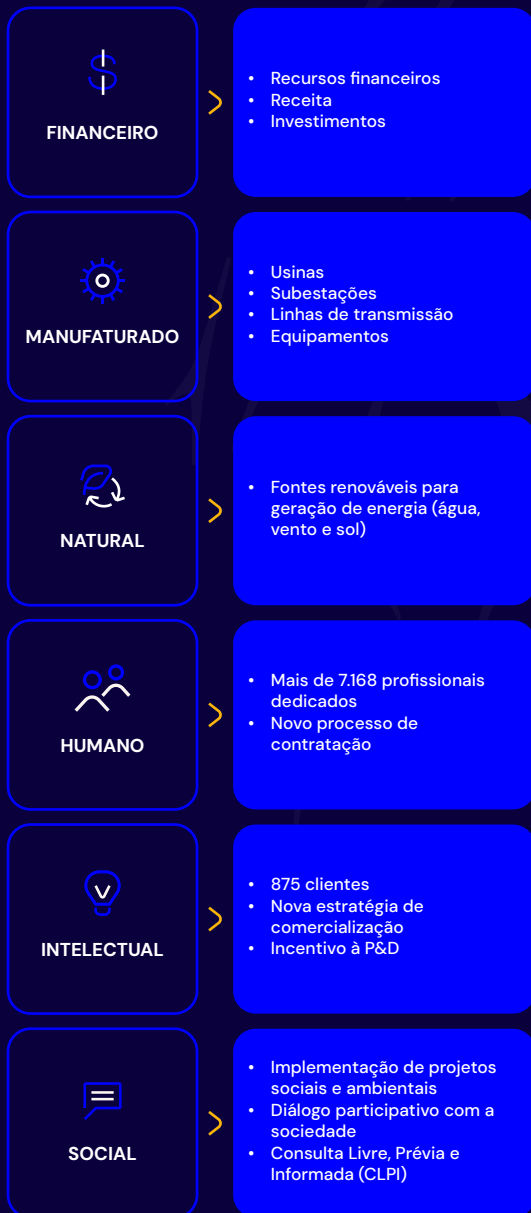 FINANCEIRO
• Recursos financeiros
• Receita
• Investimentos
MANUFATURADO
• Usinas
• Subestações
• Linhas de transmissão
• Equipamentos
NATURAL
• Fontes renováveis para
geração de energia (água,
vento e sol)
HUMANO
• Mais de 7.168 profissionais
dedicados
• Novo processo de
contratação
INTELECTUAL
• 875 clientes
• Nova estratégia de
comercialização
• Incentivo à P&D
SOCIAL
• Implementação de projetos
sociais e ambientais
• Diálogo participativo com a
sociedade
• Consulta Livre, Prévia e
Informada (CLPI)